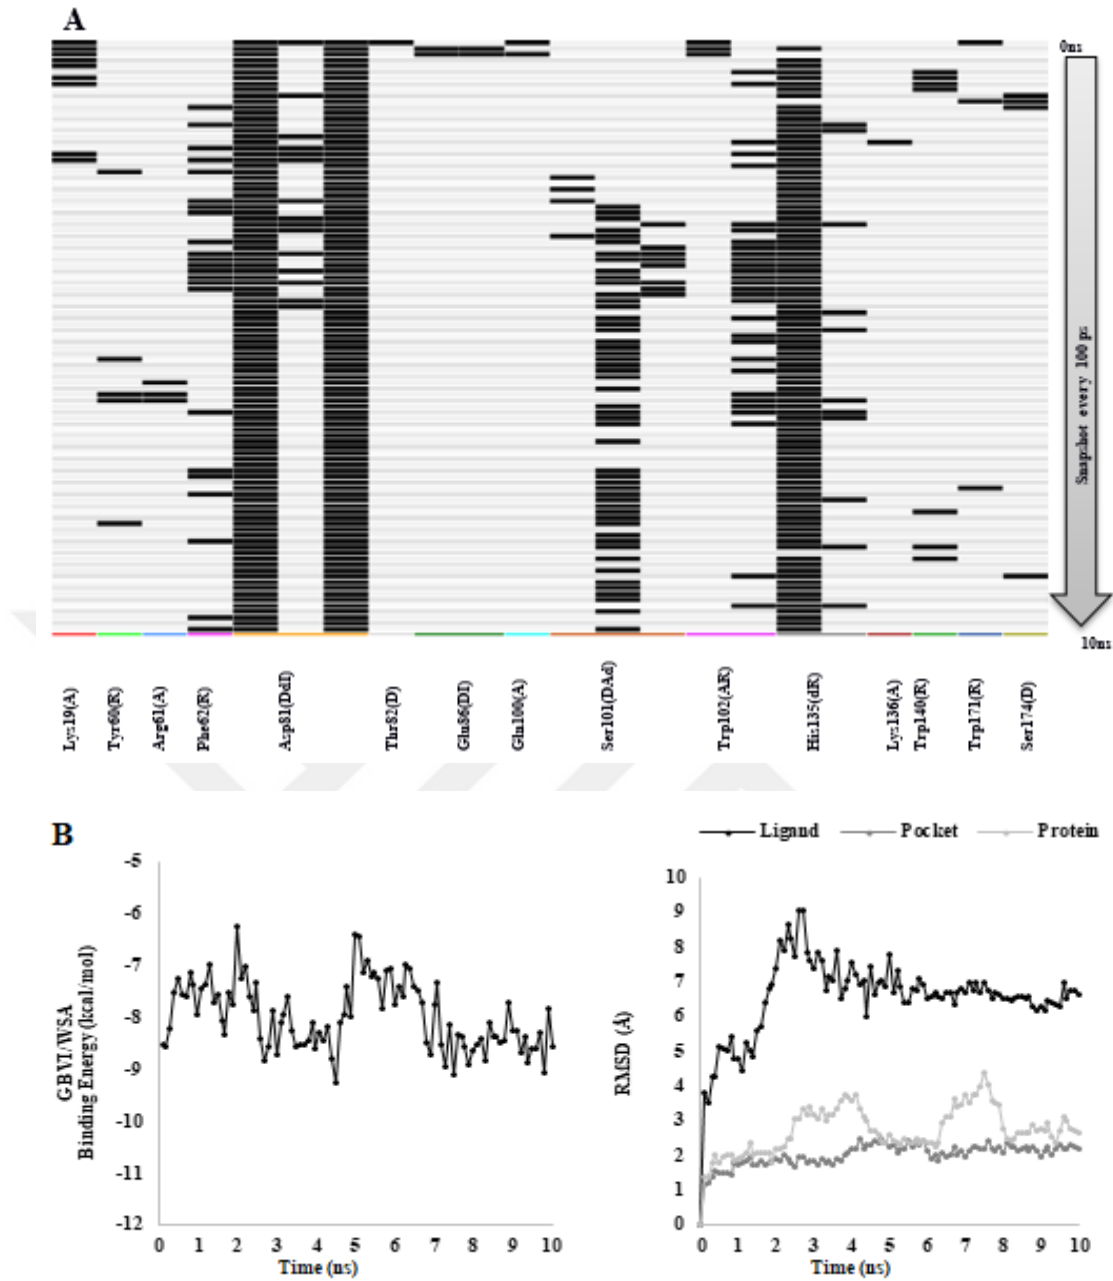 A
0ns
Snapshot every 100 ps
10ns
Lys19(A)
Tyr60(R)
Arg61(A)
Phe62(R)
Asp81(DdI)
Thr82(D)
Glu86(DI)
Gln100(A)
Ser101(DAd)
Trp102(AR)
His135(dR)
Lys136(A)
Trp140(R)
Trp171(R)
Ser174(D)
B
GBVI/WSA
Binding Energy (kcal/mol)
-5
-6
-7
-8
-9
-10
-11
-12
0 1 2 3 4 5 6 7 8 9 10
Time (ns)
Ligand Pocket Protein
RMSD (Å)
10
9
8
7
6
5
4
3
2
1
0
0 1 2 3 4 5 6 7 8 9 10
Time (ns)